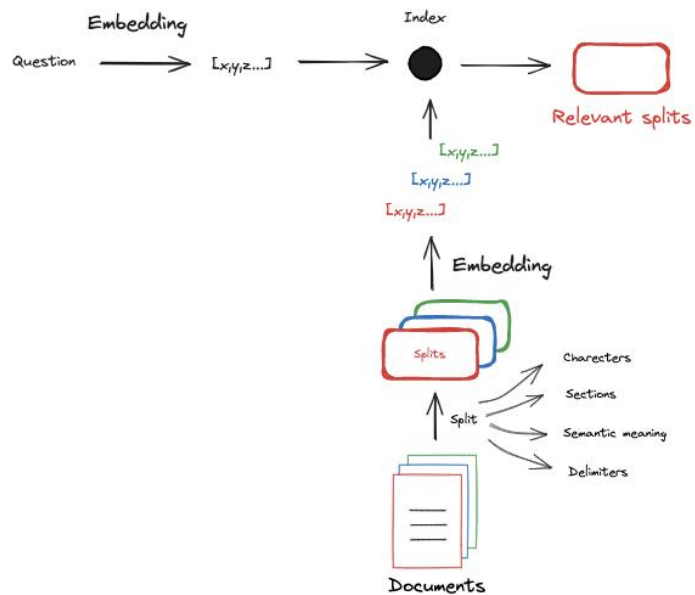 Index
Embedding
Question
[x,y,z...]
Relevant splits
[x,y,z...]
[x,y,z...]
[x,y,z...]
Embedding
Splits
Charecters
Sections
Split
Semantic meaning
Delimiters
Documents